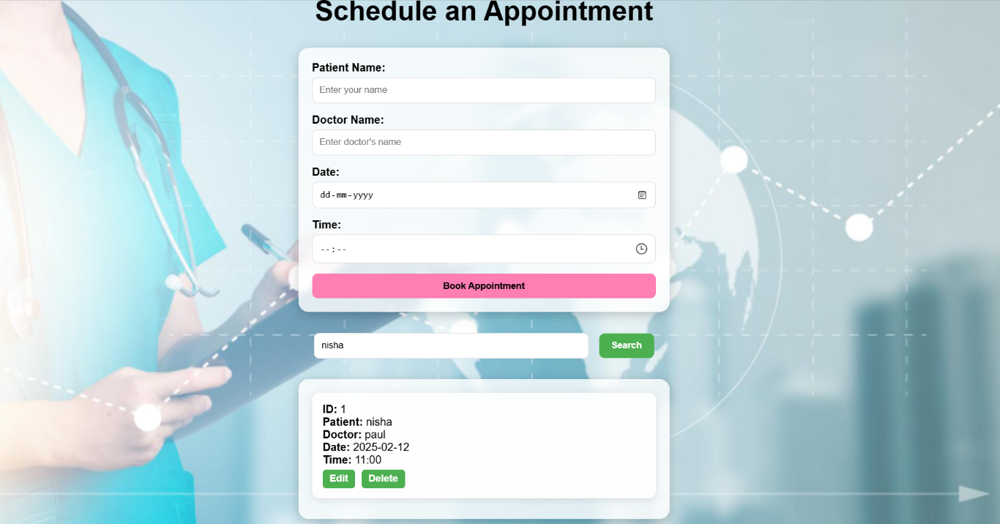 Schedule an Appointment
Patient Name:
Enter your name
Doctor Name:
Enter doctor's name
Date:
dd-mm-yyyy
Time:
--:--
Book Appointment
nisha Search
ID: 1
Patient: nisha
Doctor: paul
Date: 2025-02-12
Time: 11:00
Edit Delete